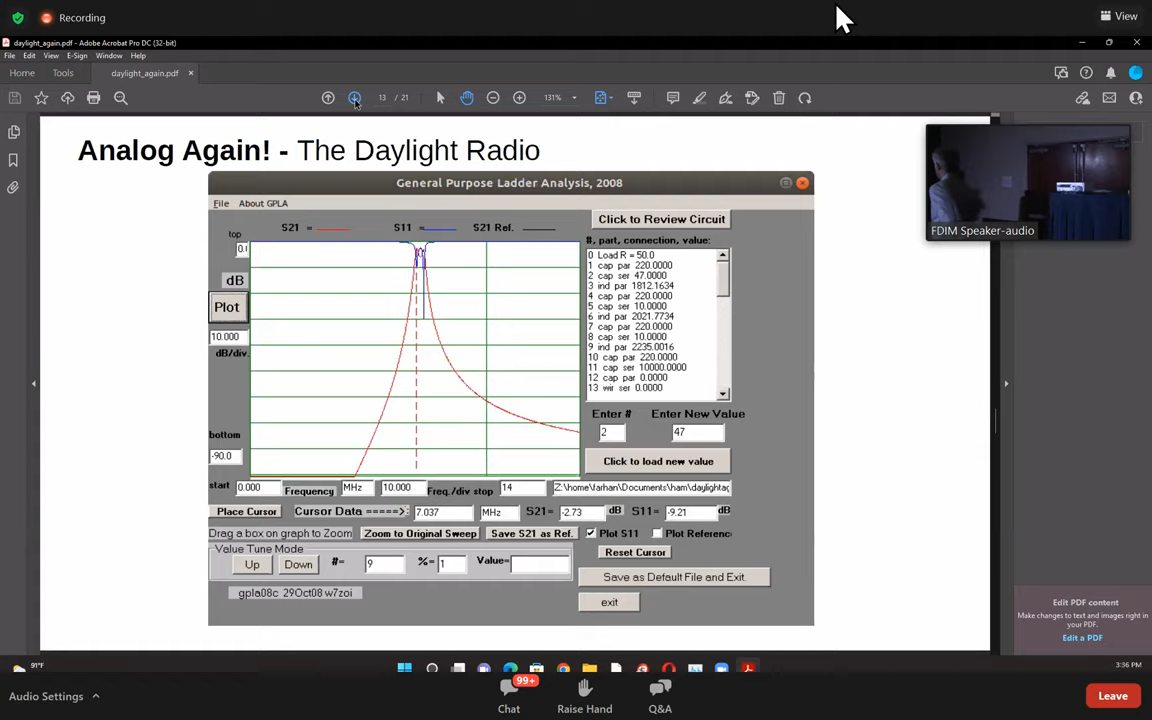 Recording
View
daylight_again.pdf - Adobe Acrobat Pro DC (32-bit)
File Edit View E-Sign Window Help
Home Tools daylight_again.pdf ×
13 / 21 131%
Analog Again! - The Daylight Radio
FDIM Speaker-audio
General Purpose Ladder Analysis, 2008
File About GPLA
S21 = S11 = S21 Ref.
Click to Review Circuit
top
0.0
#, part, connection, value:
0 Load R = 50.0
1 cap par 220.0000
2 cap ser 47.0000
3 ind par 1812.1634
4 cap par 220.0000
5 cap ser 10.0000
6 ind par 2021.7734
7 cap par 220.0000
8 cap ser 10.0000
9 ind par 2235.0016
10 cap par 220.0000
11 cap ser 10000.0000
12 cap par 0.0000
13 wir ser 0.0000
dB
Plot
10.000
dB/div.
Enter # Enter New Value
2 47
bottom
-90.0
Click to load new value
start 0.000 Frequency MHz 10.000 Freq./div stop 14
Place Cursor Cursor Data =====>: 7.037 MHz S21= -2.73 dB S11= -9.21 dB
Drag a box on graph to Zoom Zoom to Original Sweep Save S21 as Ref. Plot S11 Plot Reference
Value Tune Mode
Up Down #= 9 %= 1 Value=
Reset Cursor
Save as Default File and Exit.
gpla08c 29Oct08 w7zoi
exit
Edit PDF content
Make changes to text and images right in
your PDF.
Edit a PDF
91°F
3:36 PM
Audio Settings
99+
Chat
Raise Hand
Q&A
Leave